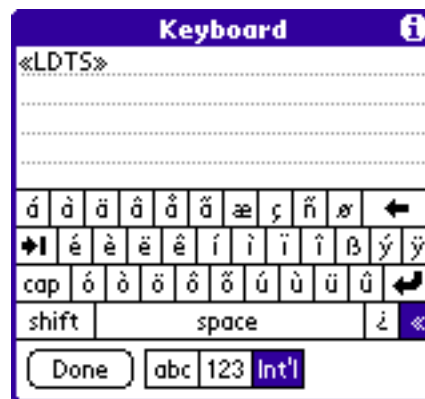 Keyboard i
«LDTS»
á à ä â å ã æ ç ñ ø
é è ë ê í ì ï î ß ý ÿ
cap ó ò ö ô õ ú ù ü û
shift space ¿ «
Done abc 123 Int'l